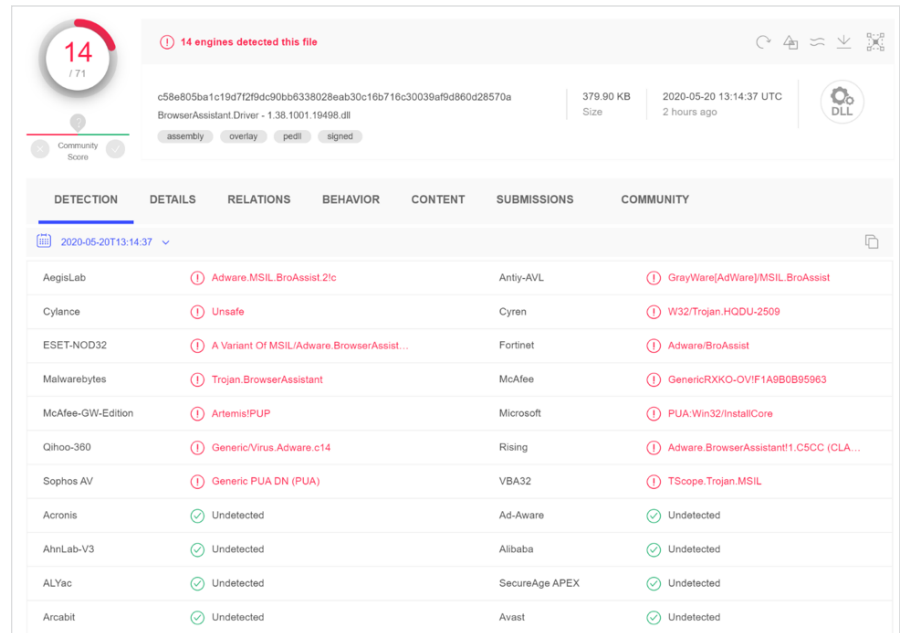 14
/ 71
14 engines detected this file
c58e805ba1c19d7f2f9dc90bb6338028eab30c16b716c30039af9d860d28570a
BrowserAssistant.Driver - 1.38.1001.19498.dll
assembly overlay pedll signed
379.90 KB
Size
2020-05-20 13:14:37 UTC
2 hours ago
DLL
?
Community
Score
DETECTION DETAILS RELATIONS BEHAVIOR CONTENT SUBMISSIONS COMMUNITY
2020-05-20T13:14:37
AegisLab Adware.MSIL.BroAssist.2!c Antiy-AVL GrayWare[AdWare]/MSIL.BroAssist
Cylance Unsafe Cyren W32/Trojan.HQDU-2509
ESET-NOD32 A Variant Of MSIL/Adware.BrowserAssist... Fortinet Adware/BroAssist
Malwarebytes Trojan.BrowserAssistant McAfee GenericRXKO-OV!F1A9B0B95963
McAfee-GW-Edition Artemis!PUP Microsoft PUA:Win32/InstallCore
Qihoo-360 Generic/Virus.Adware.c14 Rising Adware.BrowserAssistant!1.C5CC (CLA...
Sophos AV Generic PUA DN (PUA) VBA32 TScope.Trojan.MSIL
Acronis Undetected Ad-Aware Undetected
AhnLab-V3 Undetected Alibaba Undetected
ALYac Undetected SecureAge APEX Undetected
Arcabit Undetected Avast Undetected